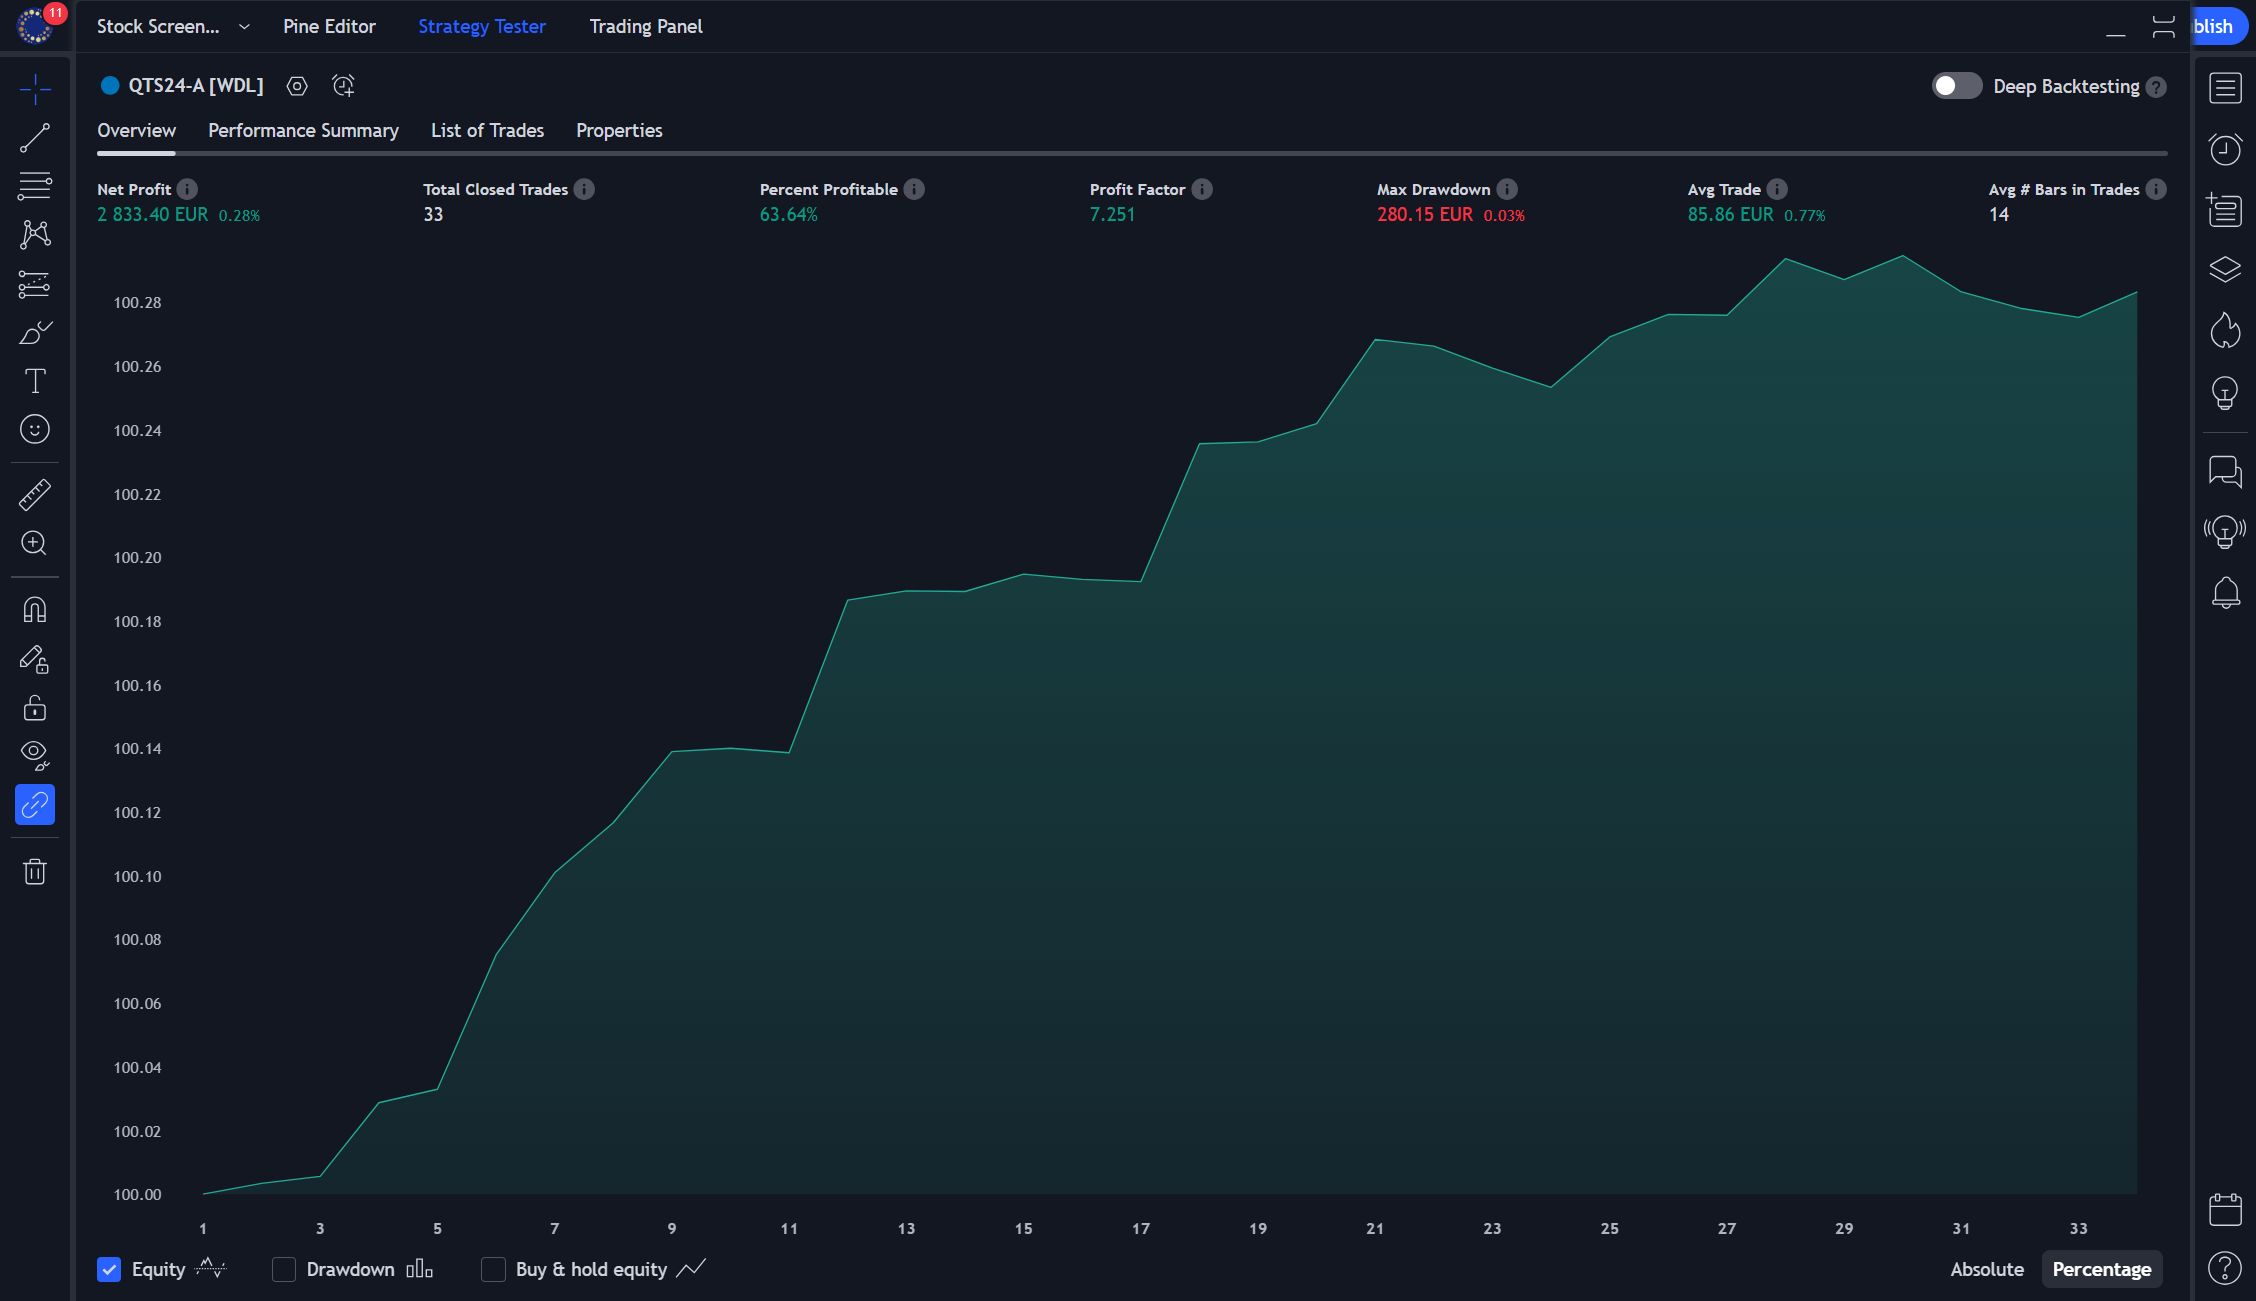 11
Stock Screen... Pine Editor Strategy Tester Trading Panel
blish
QTS24-A [WDL]
Deep Backtesting ?
Overview Performance Summary List of Trades Properties
Net Profit Total Closed Trades Percent Profitable Profit Factor Max Drawdown Avg Trade Avg # Bars in Trades
2 833.40 EUR 0.28% 33 63.64% 7.251 280.15 EUR 0.03% 85.86 EUR 0.77% 14
100.28
100.26
100.24
100.22
100.20
100.18
100.16
100.14
100.12
100.10
100.08
100.06
100.04
100.02
100.00
1 3 5 7 9 11 13 15 17 19 21 23 25 27 29 31 33
Equity Drawdown Buy & hold equity Absolute Percentage